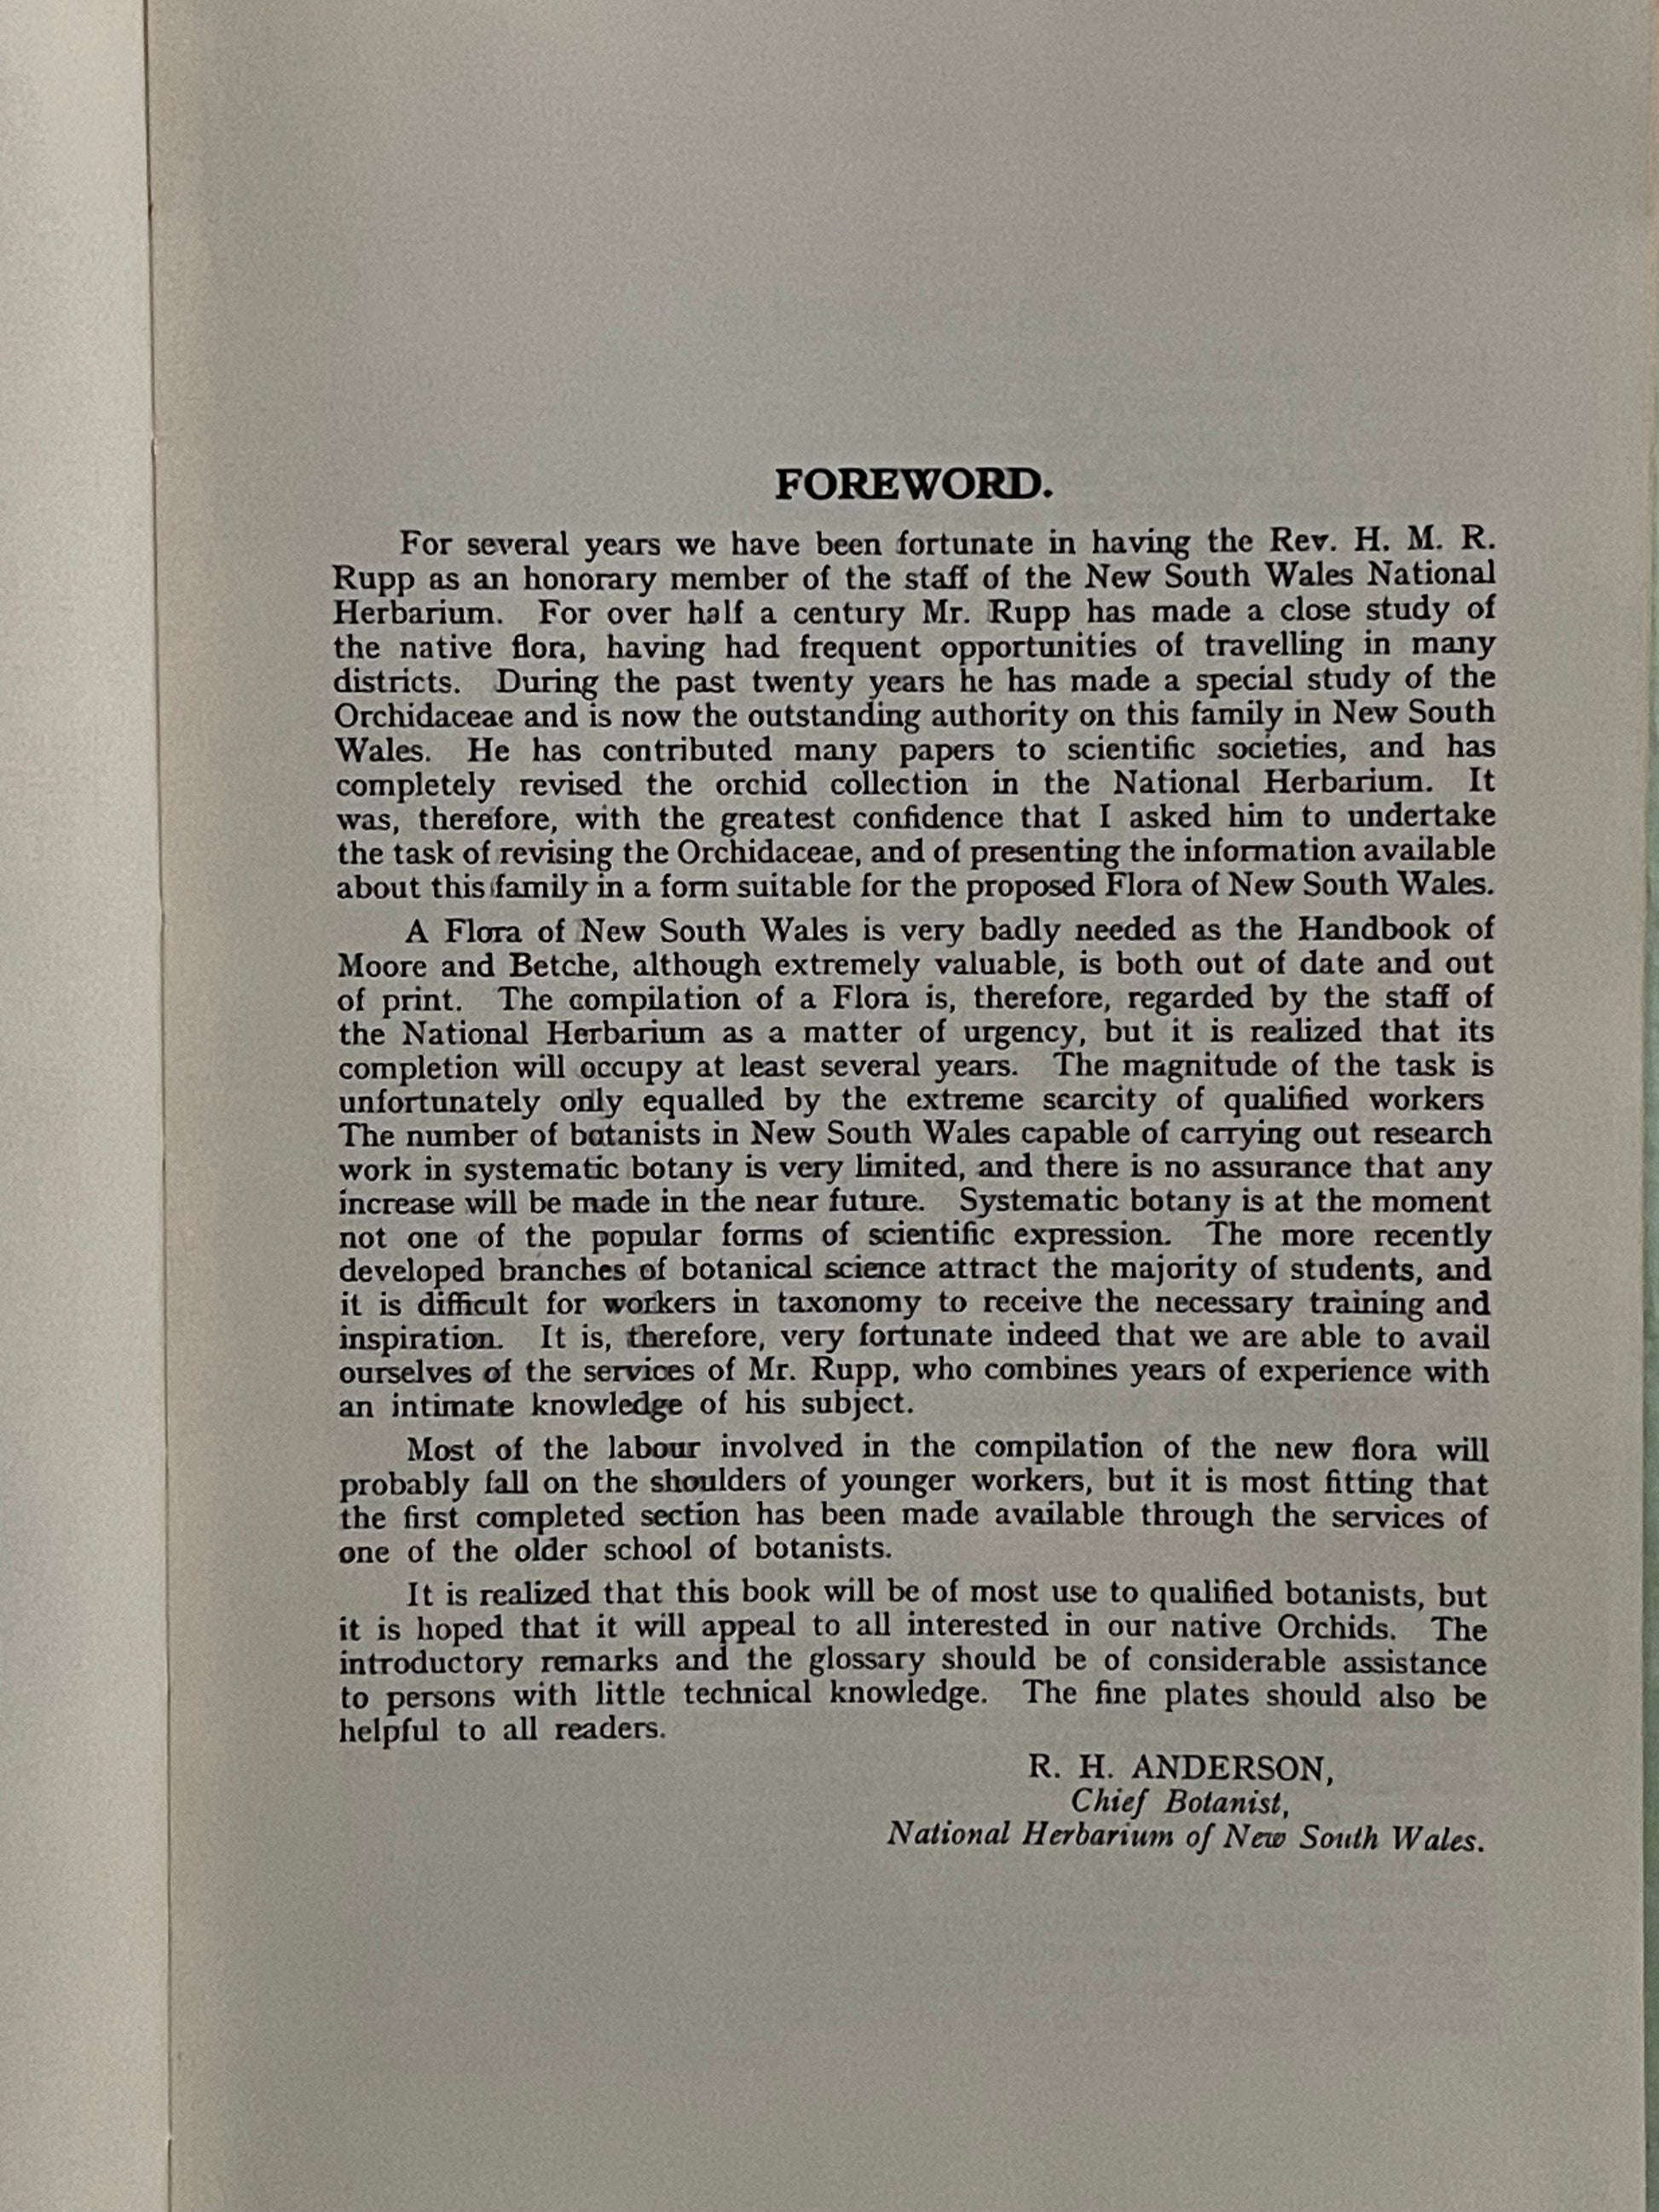 FOREWORD.
For several years we have been fortunate in having the Rev. H. M. R.
Rupp as an honorary member of the staff of the New South Wales National
Herbarium. For over half a century Mr. Rupp has made a close study of
the native flora, having had frequent opportunities of travelling in many
districts. During the past twenty years he has made a special study of the
Orchidaceae and is now the outstanding authority on this family in New South
Wales. He has contributed many papers to scientific societies, and has
completely revised the orchid collection in the National Herbarium. It
was, therefore, with the greatest confidence that I asked him to undertake
the task of revising the Orchidaceae, and of presenting the information available
about this family in a form suitable for the proposed Flora of New South Wales.
A Flora of New South Wales is very badly needed as the Handbook of
Moore and Betche, although extremely valuable, is both out of date and out
of print. The compilation of a Flora is, therefore, regarded by the staff of
the National Herbarium as a matter of urgency, but it is realized that its
completion will occupy at least several years. The magnitude of the task is
unfortunately only equalled by the extreme scarcity of qualified workers
The number of botanists in New South Wales capable of carrying out research
work in systematic botany is very limited, and there is no assurance that any
increase will be made in the near future. Systematic botany is at the moment
not one of the popular forms of scientific expression. The more recently
developed branches of botanical science attract the majority of students, and
it is difficult for workers in taxonomy to receive the necessary training and
inspiration. It is, therefore, very fortunate indeed that we are able to avail
ourselves of the services of Mr. Rupp, who combines years of experience with
an intimate knowledge of his subject.
Most of the labour involved in the compilation of the new flora will
probably fall on the shoulders of younger workers, but it is most fitting that
the first completed section has been made available through the services of
one of the older school of botanists.
It is realized that this book will be of most use to qualified botanists, but
it is hoped that it will appeal to all interested in our native Orchids. The
introductory remarks and the glossary should be of considerable assistance
to persons with little technical knowledge. The fine plates should also be
helpful to all readers.
R. H. ANDERSON,
Chief Botanist,
National Herbarium of New South Wales.